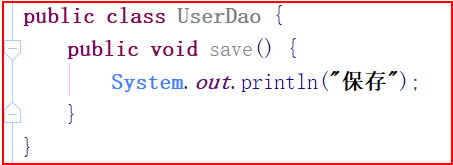 public class UserDao {
public void save() {
System.out.println("保存");
}
}